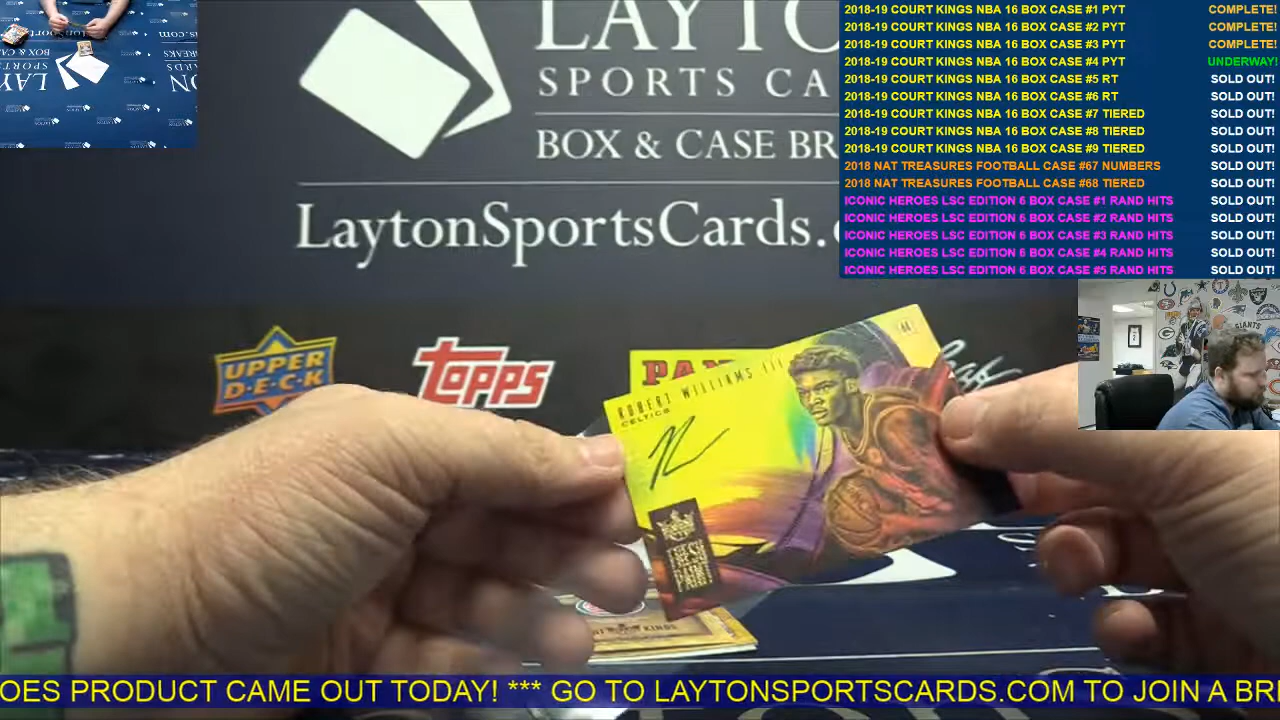 LAYTO
SPORTS CA
BOX & CASE BR
LaytonSportsCards.
2018-19 COURT KINGS NBA 16 BOX CASE #1 PYT COMPLETE!
2018-19 COURT KINGS NBA 16 BOX CASE #2 PYT COMPLETE!
2018-19 COURT KINGS NBA 16 BOX CASE #3 PYT COMPLETE!
2018-19 COURT KINGS NBA 16 BOX CASE #4 PYT UNDERWAY!
2018-19 COURT KINGS NBA 16 BOX CASE #5 RT SOLD OUT!
2018-19 COURT KINGS NBA 16 BOX CASE #6 RT SOLD OUT!
2018-19 COURT KINGS NBA 16 BOX CASE #7 TIERED SOLD OUT!
2018-19 COURT KINGS NBA 16 BOX CASE #8 TIERED SOLD OUT!
2018-19 COURT KINGS NBA 16 BOX CASE #9 TIERED SOLD OUT!
2018 NAT TREASURES FOOTBALL CASE #67 NUMBERS SOLD OUT!
2018 NAT TREASURES FOOTBALL CASE #68 TIERED SOLD OUT!
ICONIC HEROES LSC EDITION 6 BOX CASE #1 RAND HITS SOLD OUT!
ICONIC HEROES LSC EDITION 6 BOX CASE #2 RAND HITS SOLD OUT!
ICONIC HEROES LSC EDITION 6 BOX CASE #3 RAND HITS SOLD OUT!
ICONIC HEROES LSC EDITION 6 BOX CASE #4 RAND HITS SOLD OUT!
ICONIC HEROES LSC EDITION 6 BOX CASE #5 RAND HITS SOLD OUT!
UPPER
D·E·C·K
topps
PANI
GIANTS
ROBERT WILLIAMS III
CELTICS
44
KINGS
OES PRODUCT CAME OUT TODAY! *** GO TO LAYTONSPORTSCARDS.COM TO JOIN A BRE